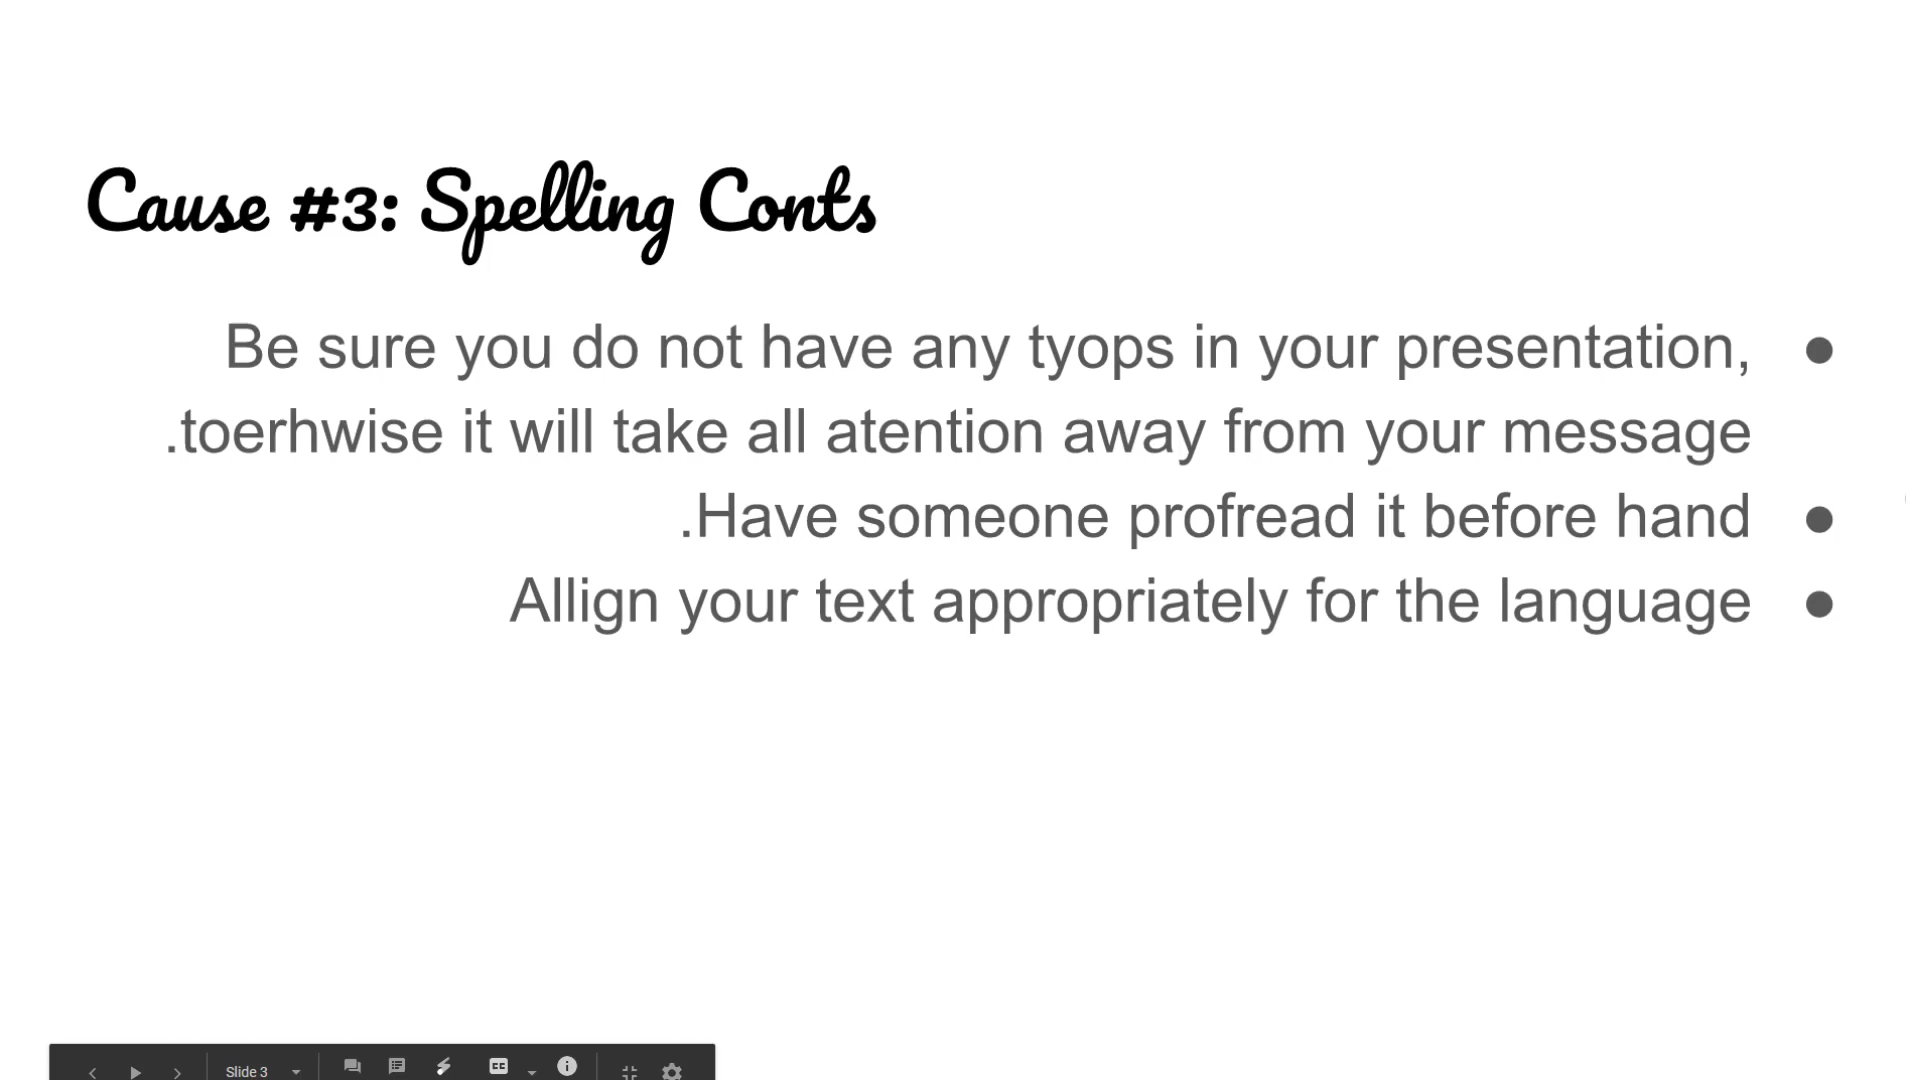 Cause #3: Spelling Conts
● Be sure you do not have any tyops in your presentation,
toerhwise it will take all atention away from your message.
● Have someone profread it before hand.
● Allign your text appropriately for the language
Slide 3
CC